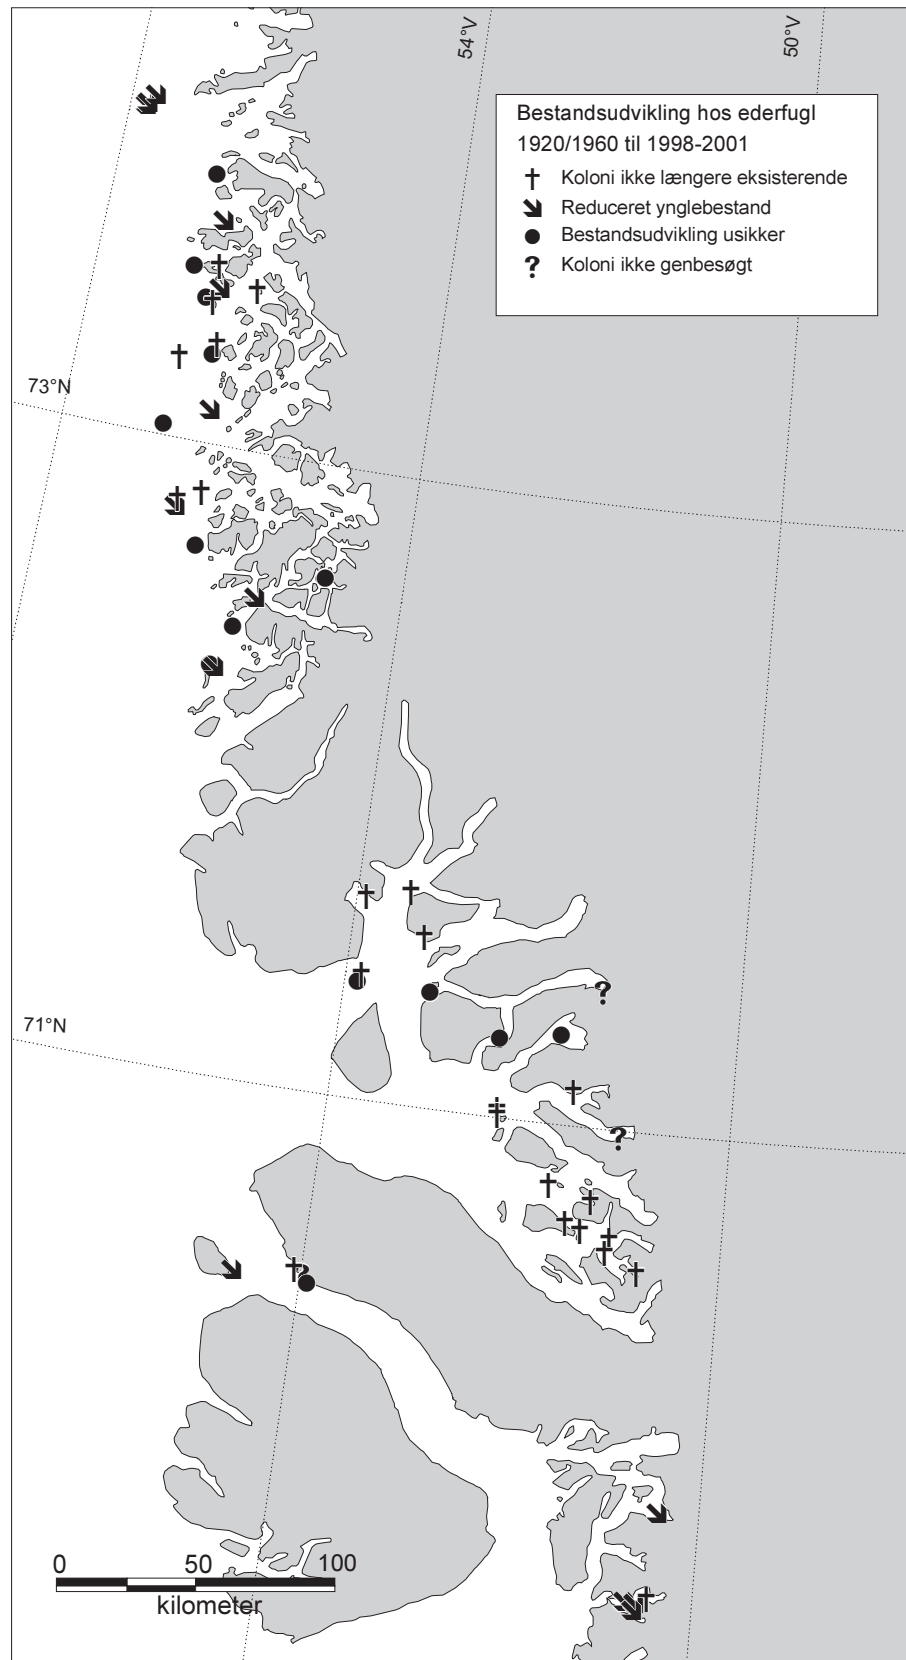 54°V
50°V
Bestandsudvikling hos ederfugl
1920/1960 til 1998-2001
† Koloni ikke længere eksisterende
Reduceret ynglebestand
Bestandsudvikling usikker
? Koloni ikke genbesøgt
73°N
71°N
?
?
?
0 50 100
kilometer